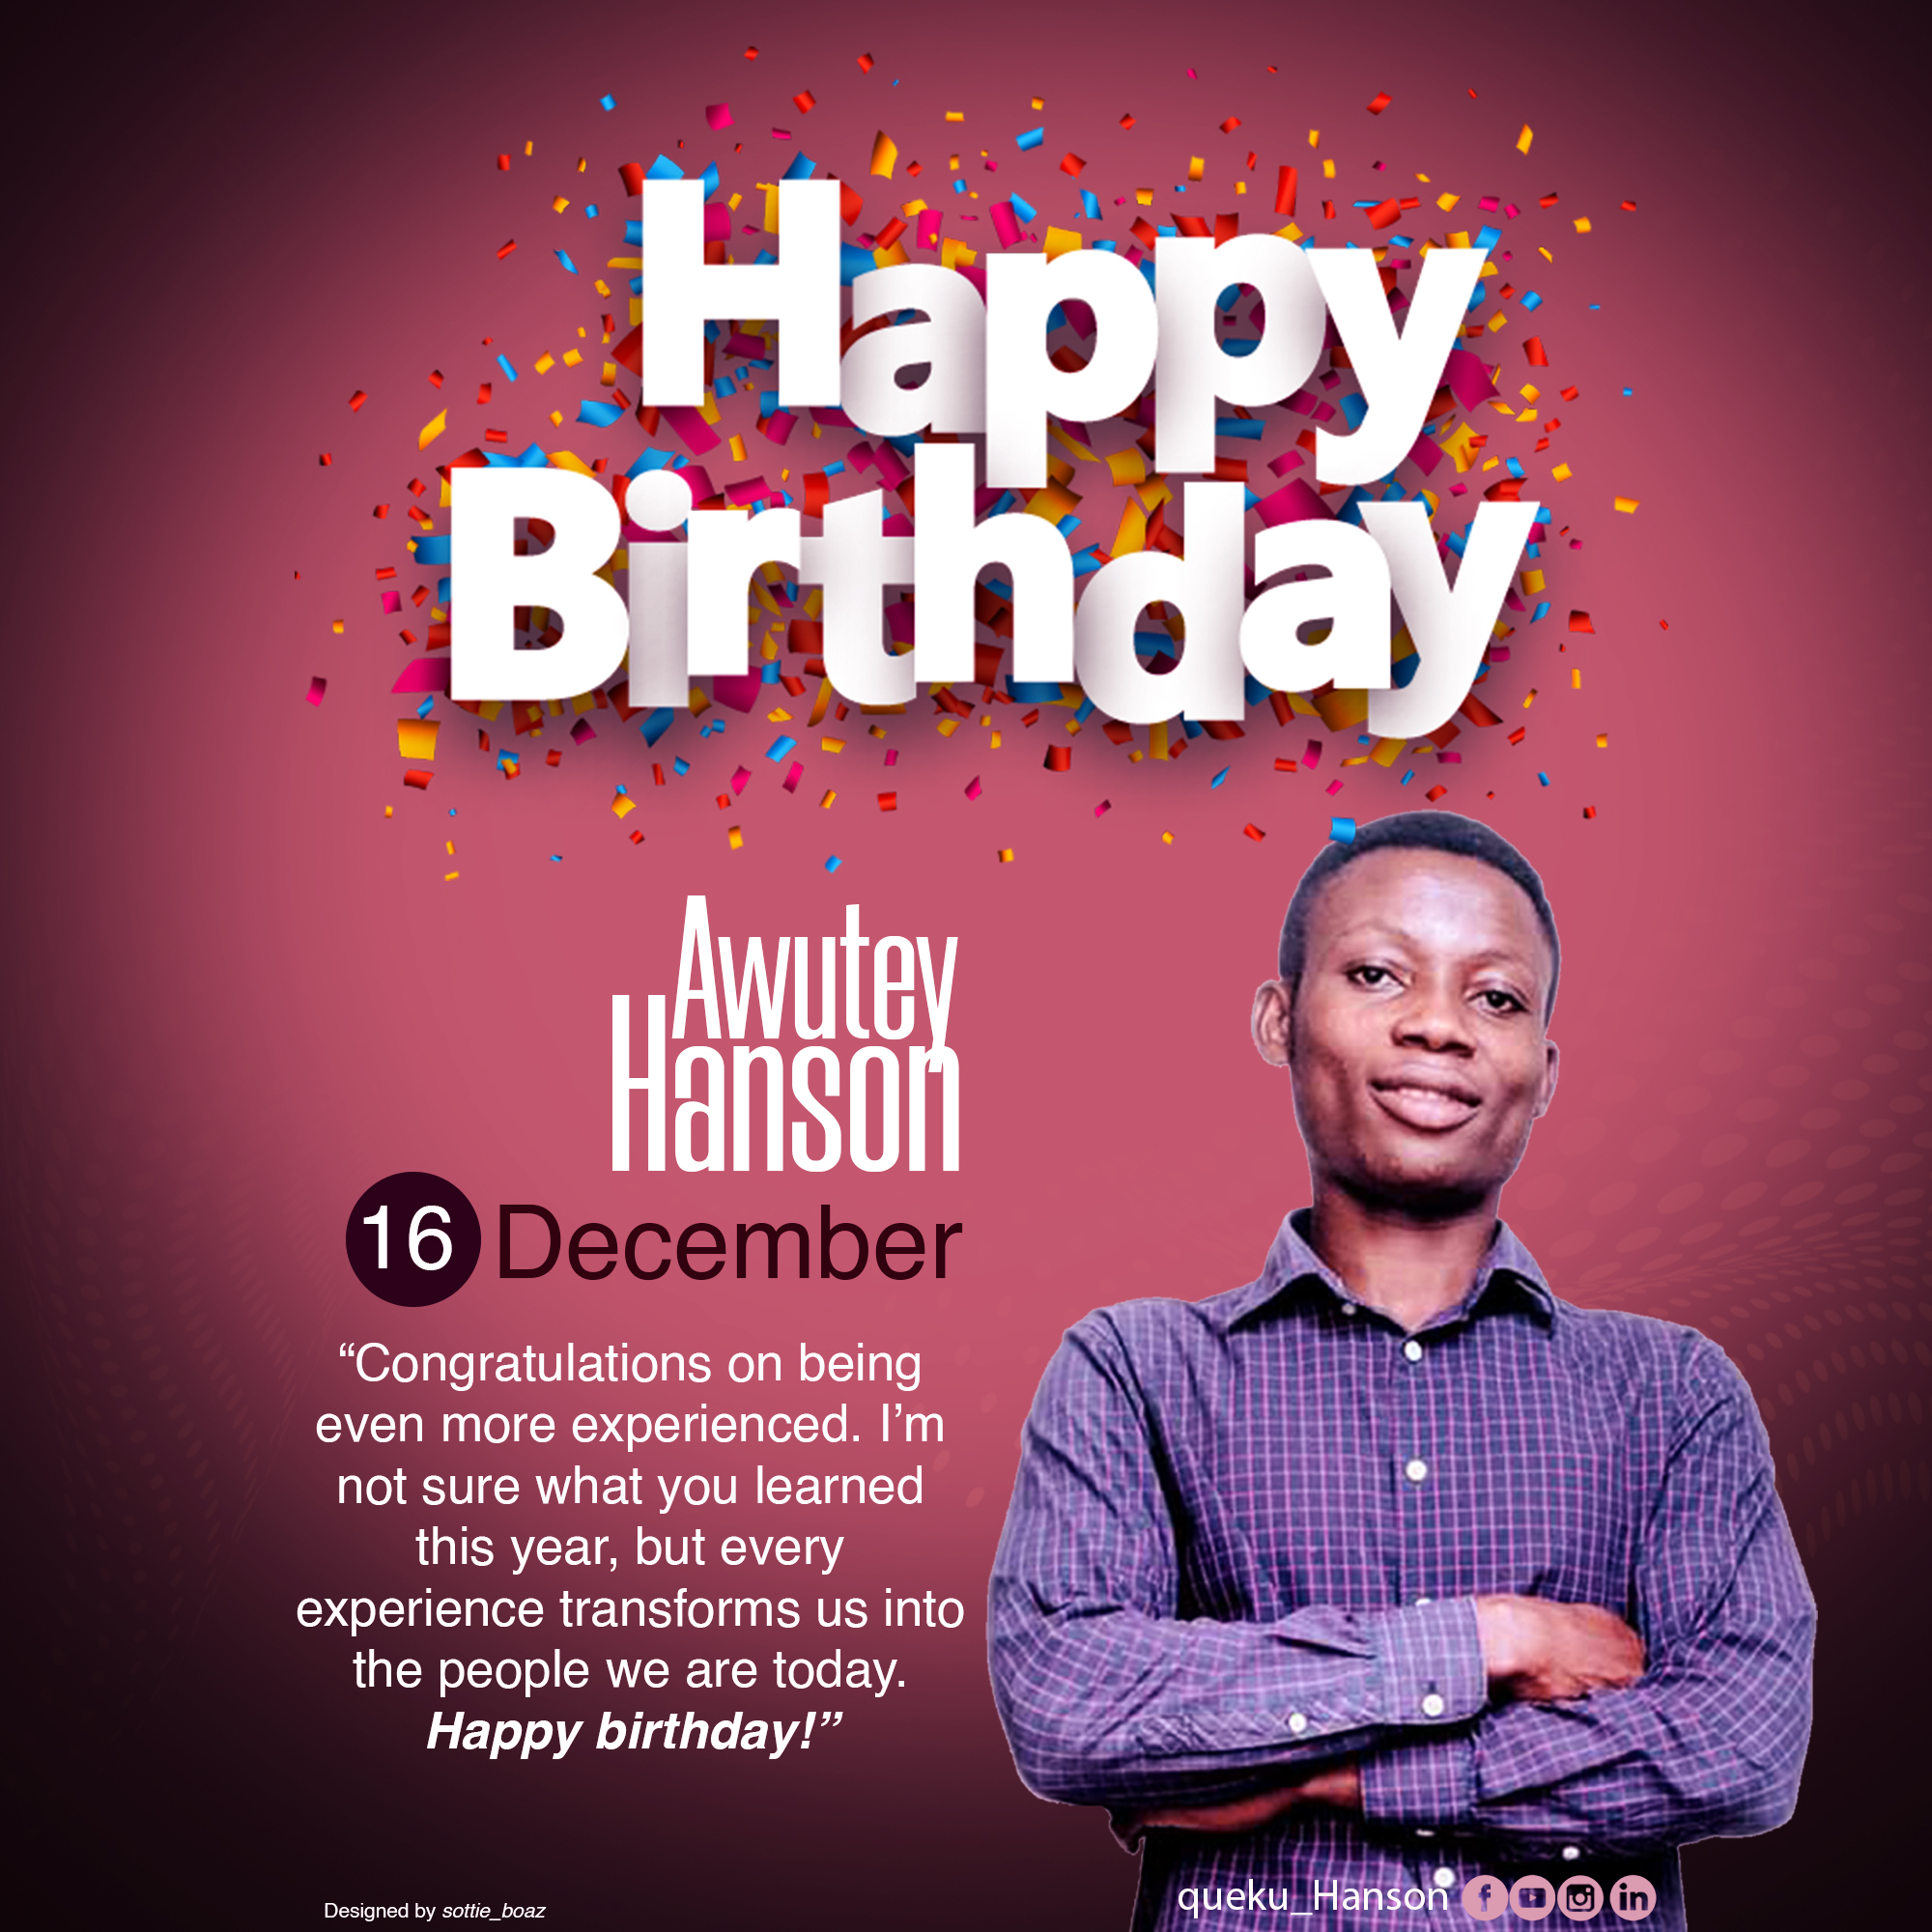 Happy
Birthday
Awutey
Hanson
16 December
“Congratulations on being
even more experienced. I’m
not sure what you learned
this year, but every
experience transforms us into
the people we are today.
Happy birthday!”
Designed by sottie_boaz
queku_Hanson